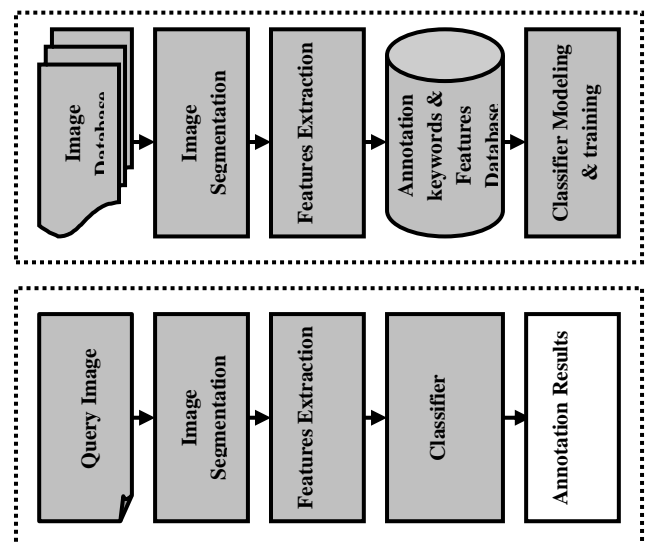 Image
Database
Image
Segmentation
Features Extraction
Annotation
keywords &
Features
Database
Classifier Modeling
& training
Query Image
Image
Segmentation
Features Extraction
Classifier
Annotation Results